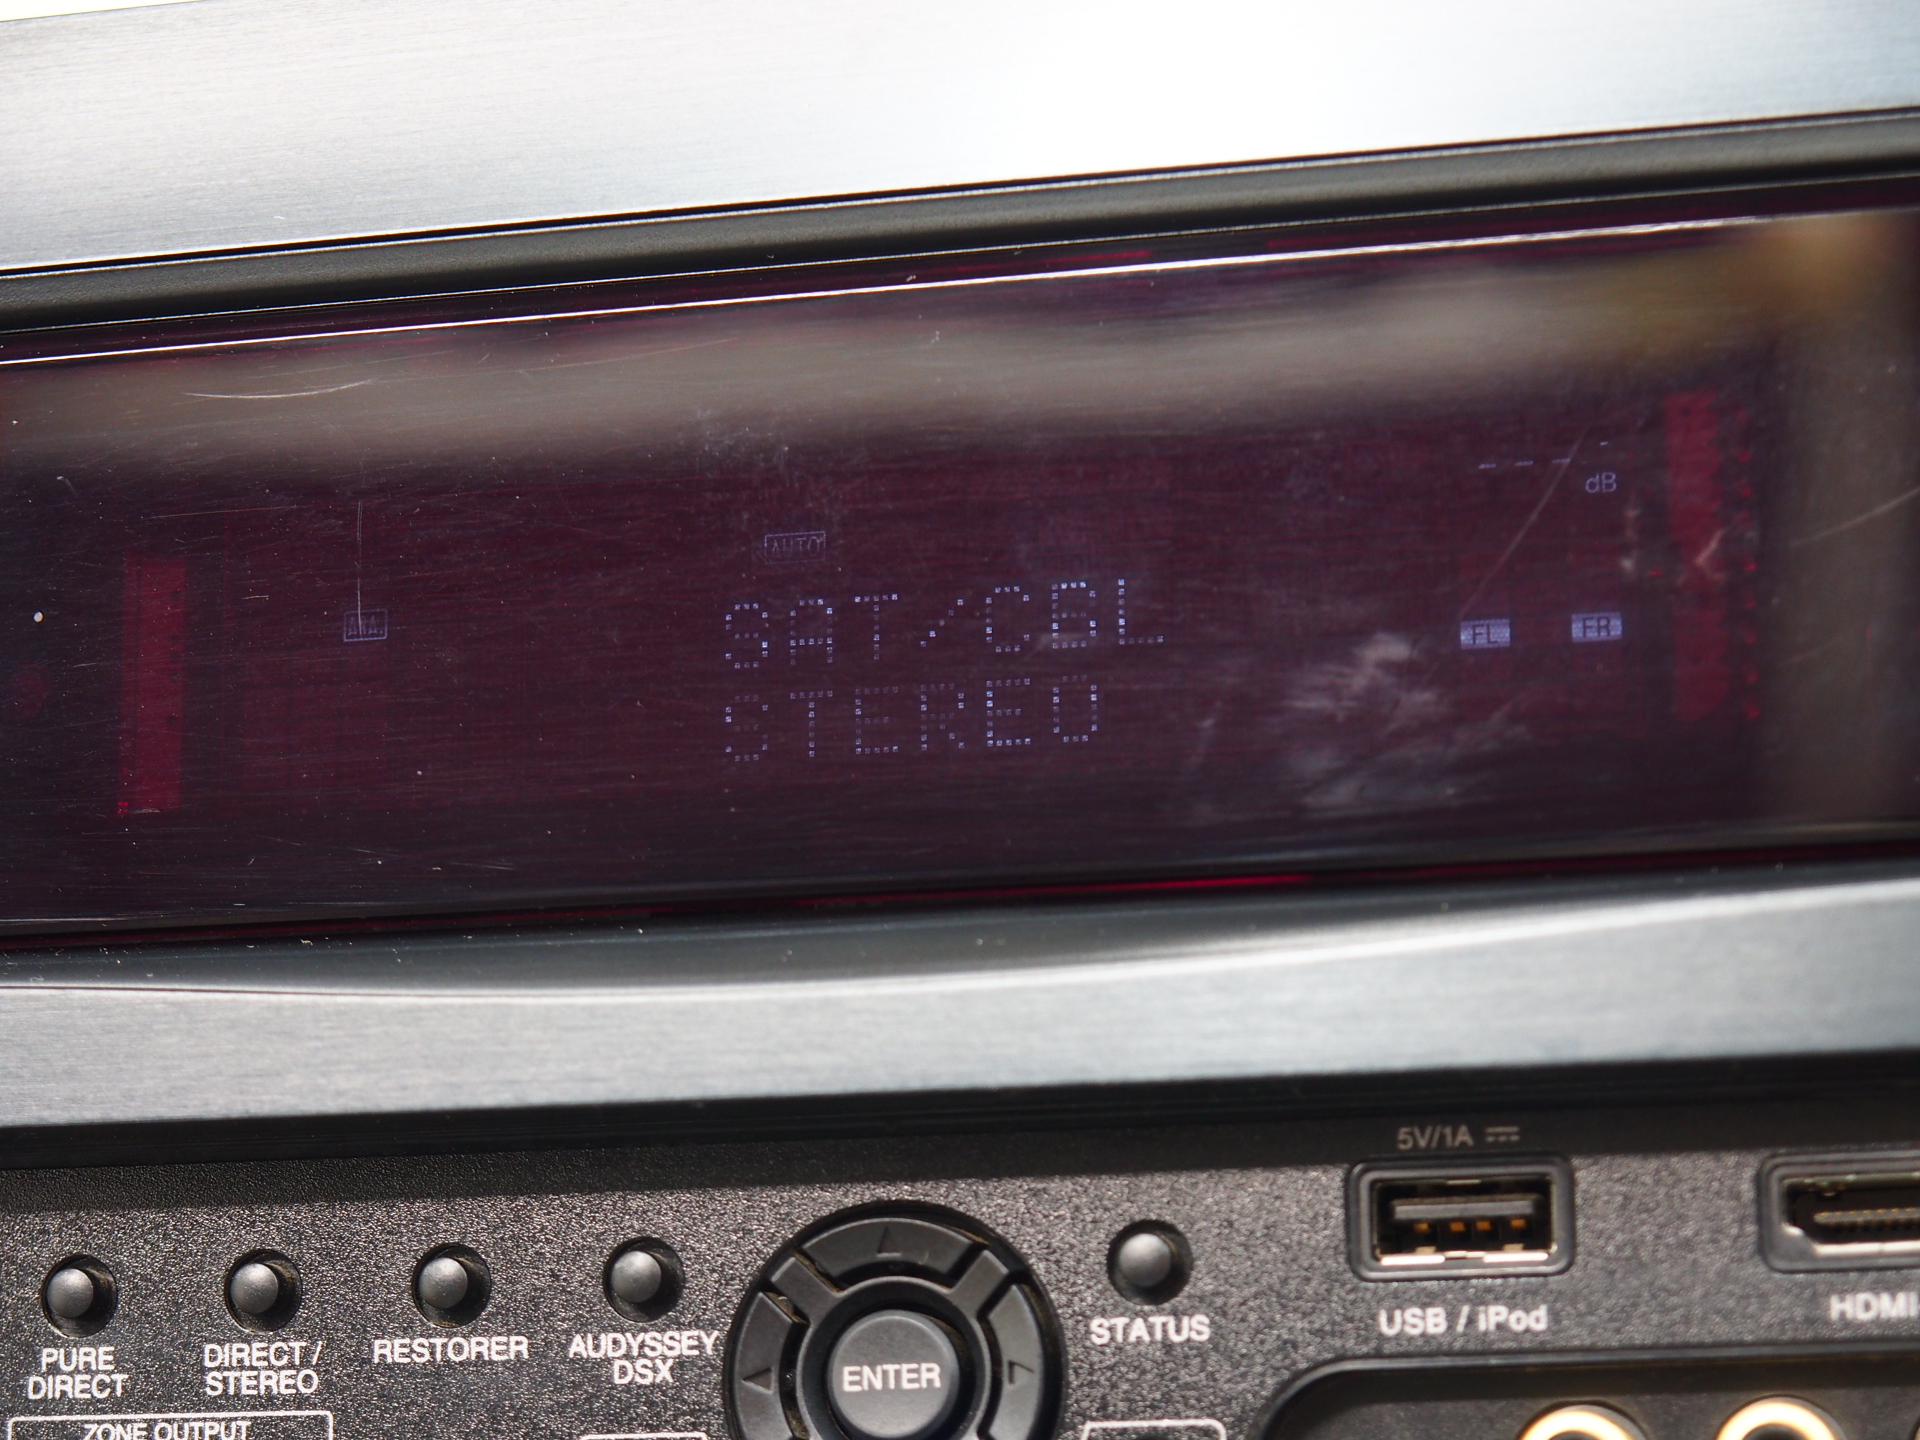 dB
AUTO
ANA.
SAT/CBL
FL FR
STEREO
5V/1A
PURE
DIRECT
DIRECT /
STEREO
RESTORER
AUDYSSEY
DSX
ENTER
STATUS
USB / iPod
HDMI
ZONE OUTPUT